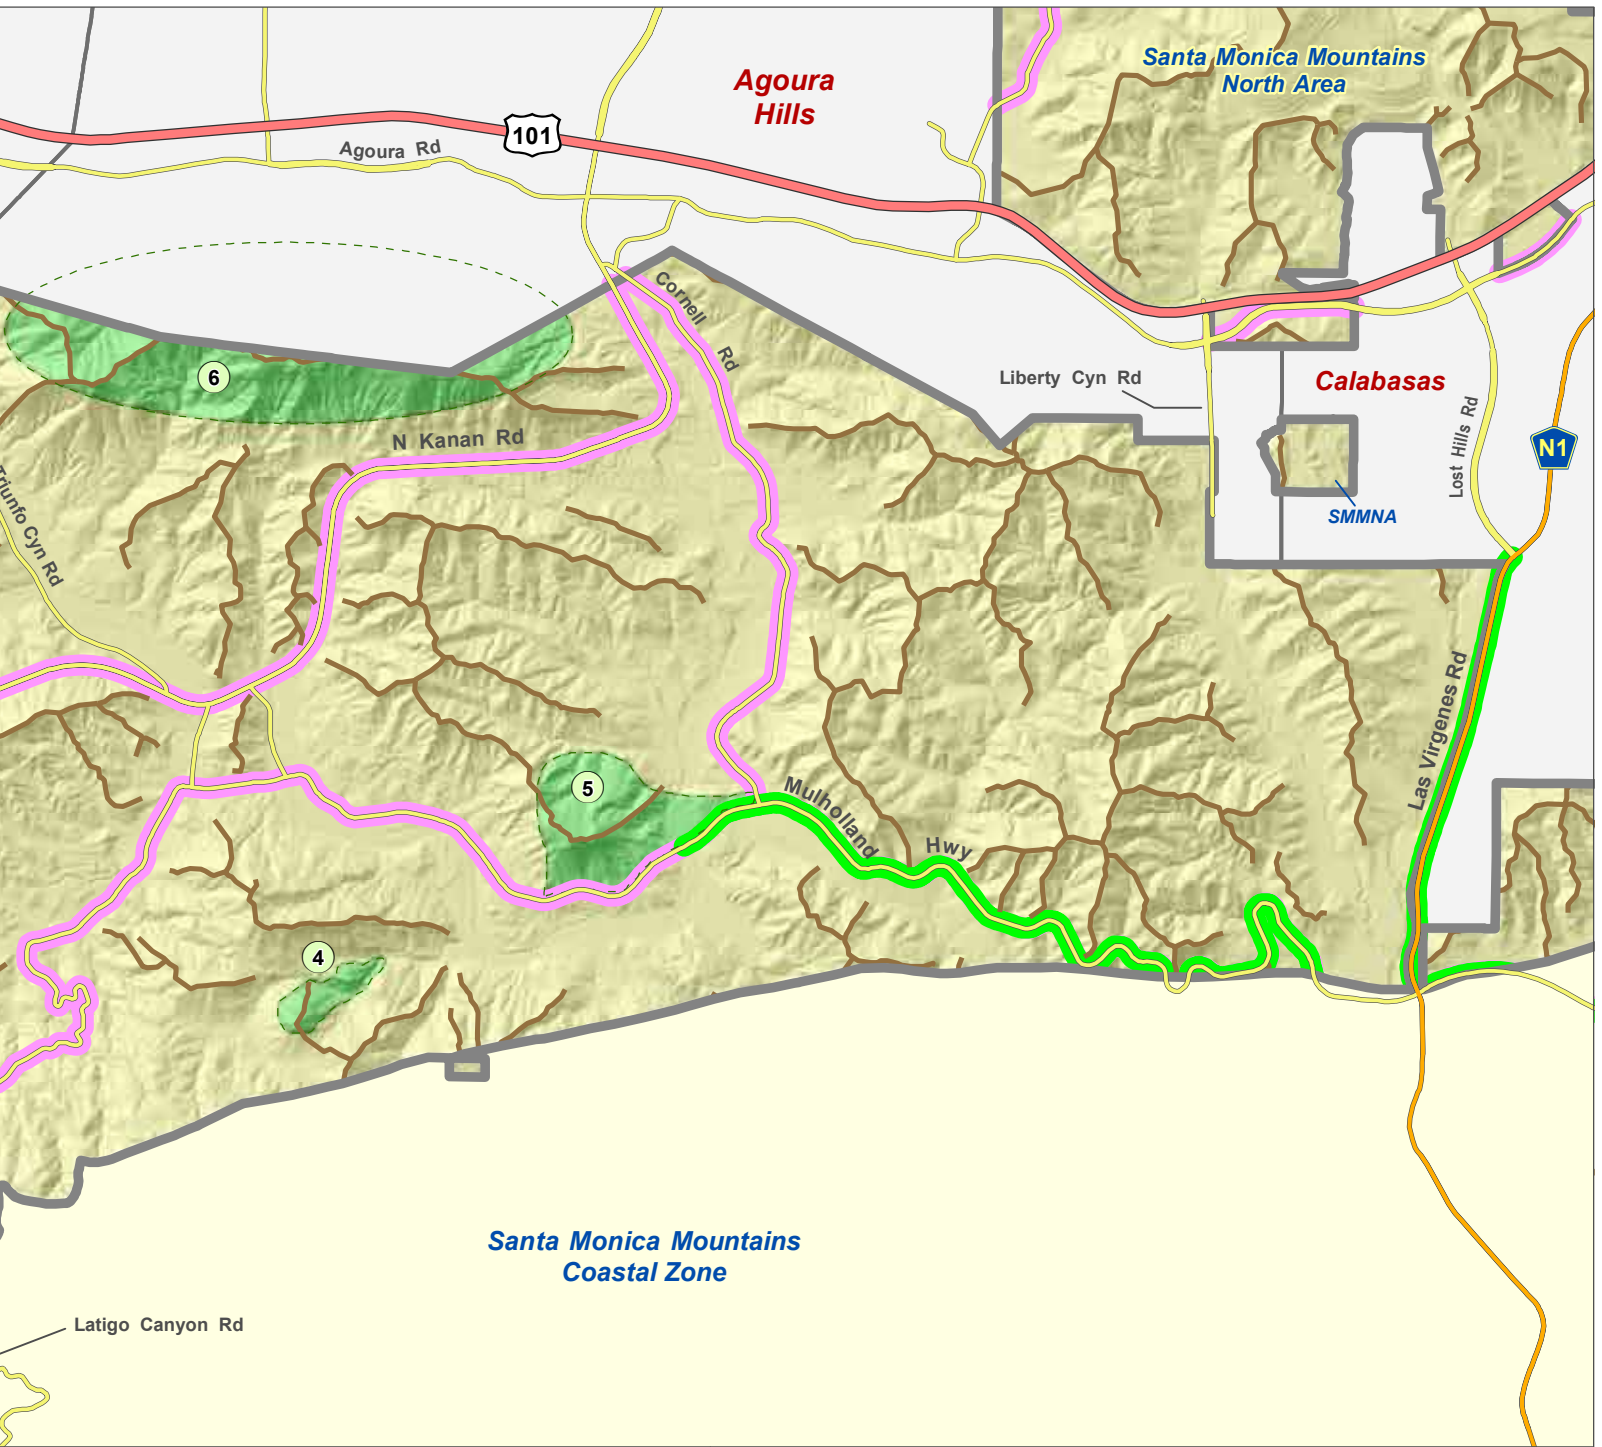 Santa Monica Mountains
North Area
Agoura
Hills
101
Agoura Rd
Cornell Rd
6
Liberty Cyn Rd
Calabasas
N Kanan Rd
Lost Hills Rd
N1
SMMNA
Triunfo Cyn Rd
Las Virgenes Rd
5
Mulholland Hwy
4
Santa Monica Mountains
Coastal Zone
Latigo Canyon Rd